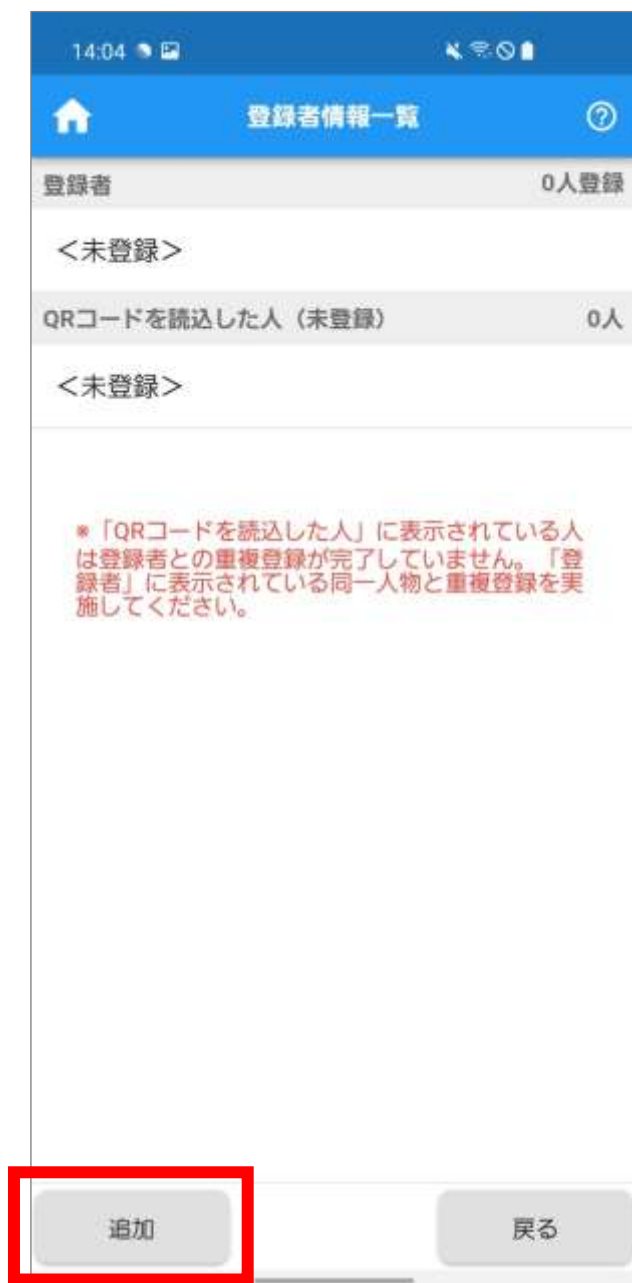 14:04
登録者情報一覧
登録者 0人登録
＜未登録＞
QRコードを読込した人（未登録） 0人
＜未登録＞
※「QRコードを読込した人」に表示されている人
は登録者との重複登録が完了していません。「登
録者」に表示されている同一人物と重複登録を実
施してください。
追加 戻る